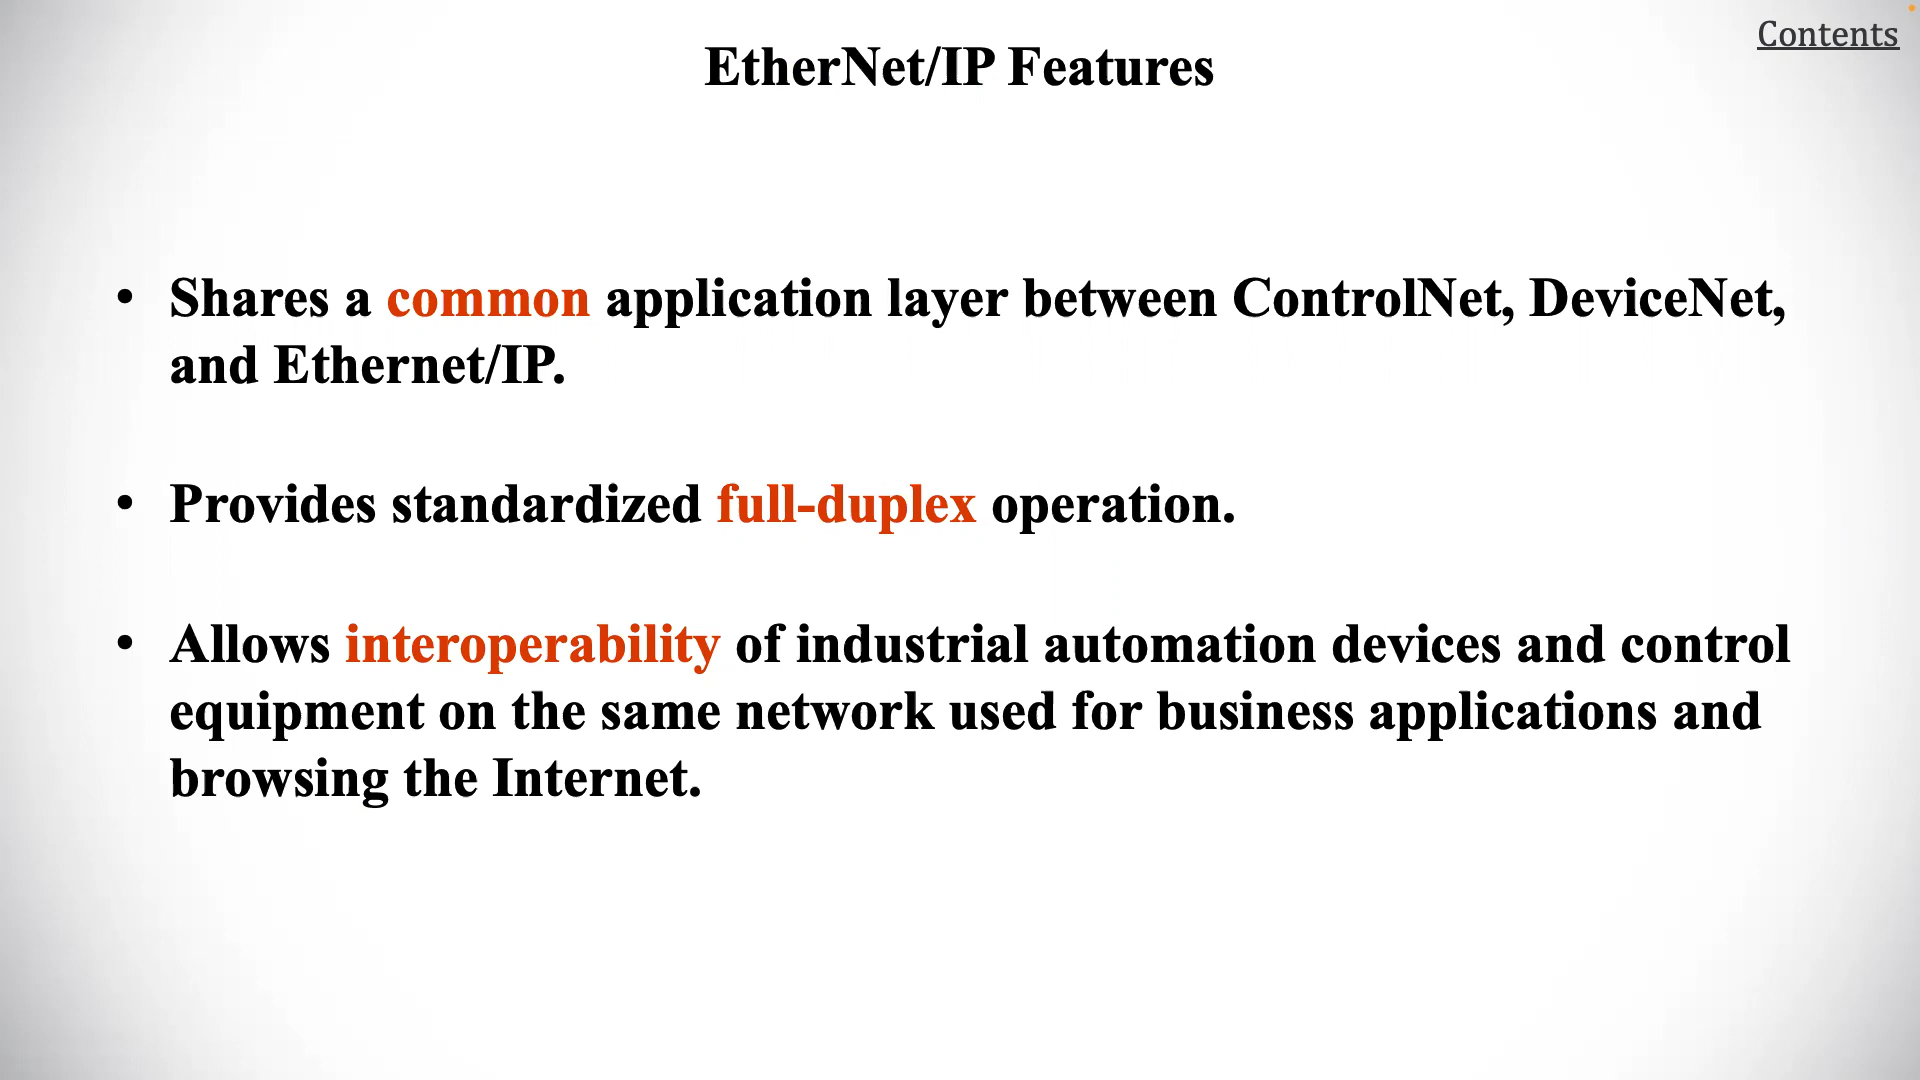 Contents
EtherNet/IP Features
• Shares a common application layer between ControlNet, DeviceNet,
and Ethernet/IP.
• Provides standardized full-duplex operation.
• Allows interoperability of industrial automation devices and control
equipment on the same network used for business applications and
browsing the Internet.